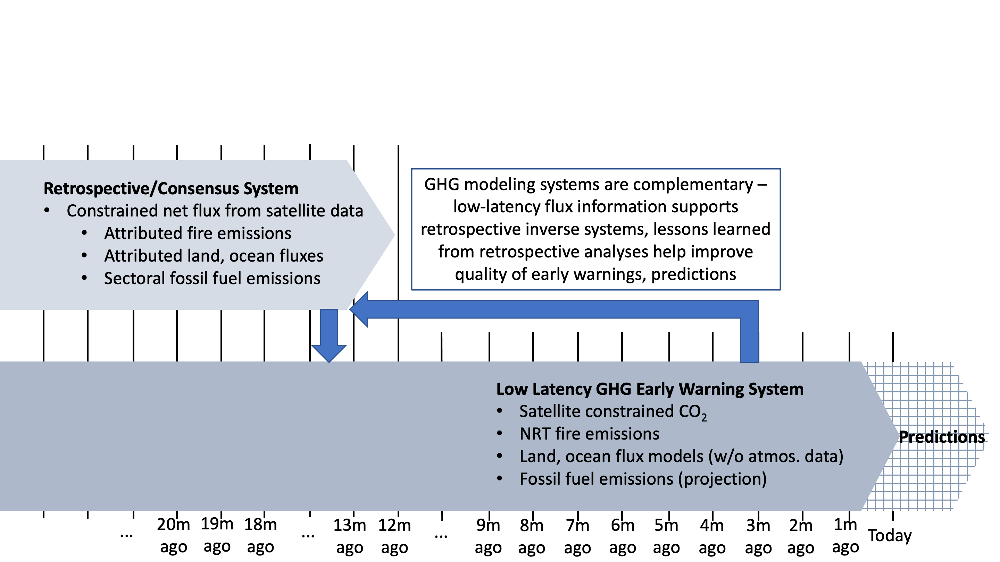 Retrospective/Consensus System
• Constrained net flux from satellite data
• Attributed fire emissions
• Attributed land, ocean fluxes
• Sectoral fossil fuel emissions
GHG modeling systems are complementary –
low-latency flux information supports
retrospective inverse systems, lessons learned
from retrospective analyses help improve
quality of early warnings, predictions
Low Latency GHG Early Warning System
• Satellite constrained CO₂
• NRT fire emissions
• Land, ocean flux models (w/o atmos. data)
• Fossil fuel emissions (projection)
Predictions
...
20m
ago
19m
ago
18m
ago
...
13m
ago
12m
ago
...
9m
ago
8m
ago
7m
ago
6m
ago
5m
ago
4m
ago
3m
ago
2m
ago
1m
ago
Today